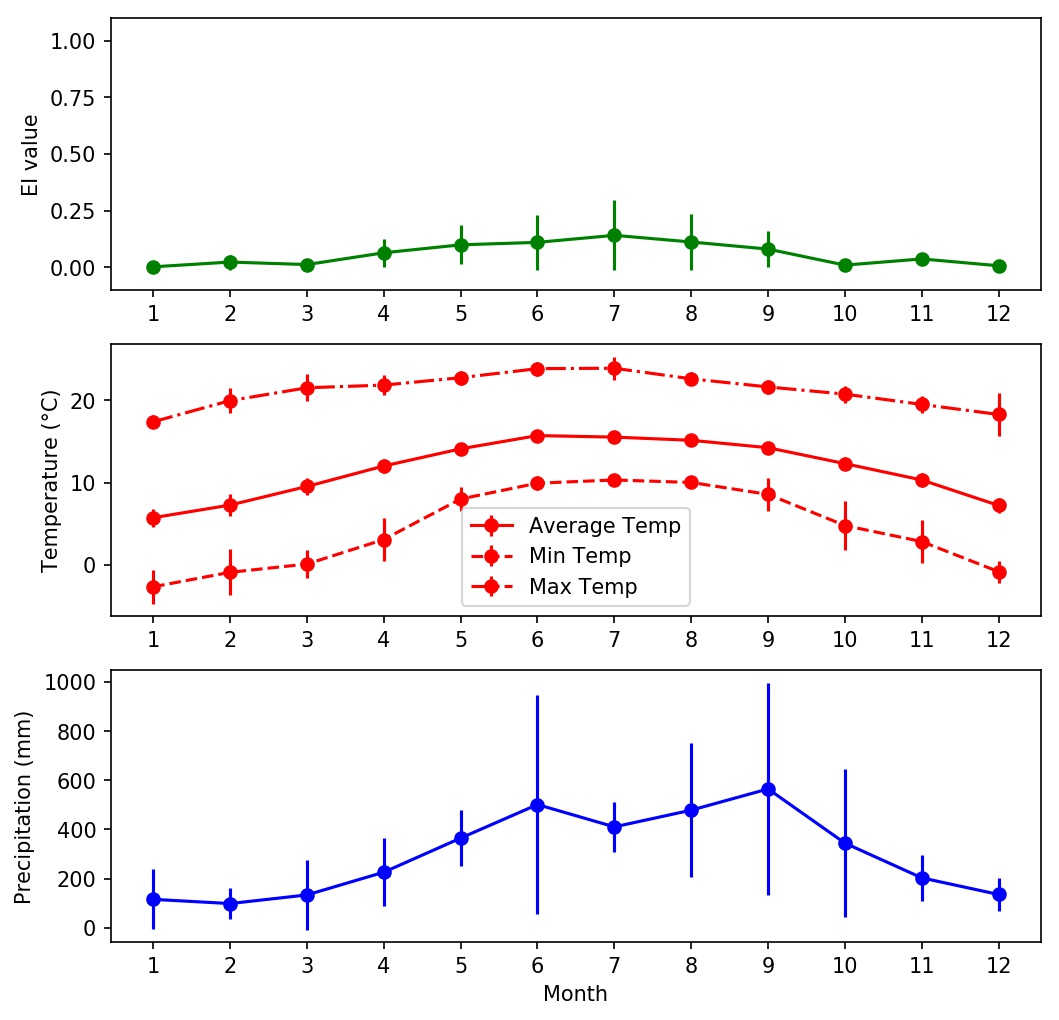 1.00
0.75
0.50
0.25
0.00
EI value
1 2 3 4 5 6 7 8 9 10 11 12
20
10
0
Temperature (°C)
Average Temp
Min Temp
Max Temp
1 2 3 4 5 6 7 8 9 10 11 12
1000
800
600
400
200
0
Precipitation (mm)
1 2 3 4 5 6 7 8 9 10 11 12
Month